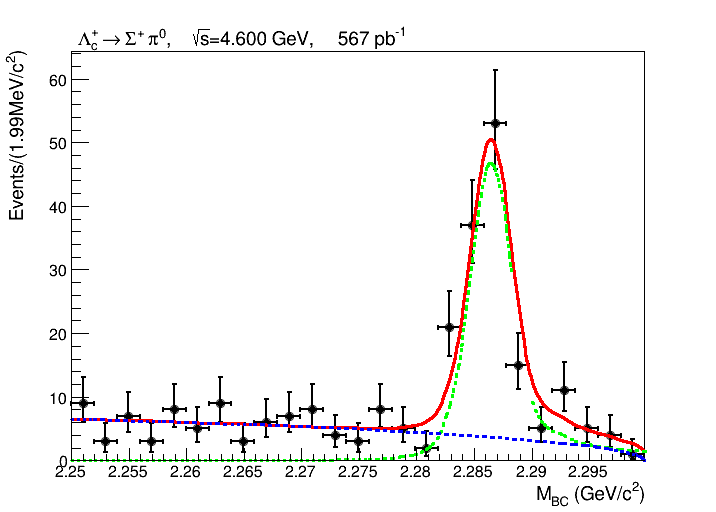 Λc+ → Σ+ π0, √s=4.600 GeV, 567 pb-1
Events/(1.99MeV/c2)
60
50
40
30
20
10
0
2.25 2.255 2.26 2.265 2.27 2.275 2.28 2.285 2.29 2.295
MBC (GeV/c2)